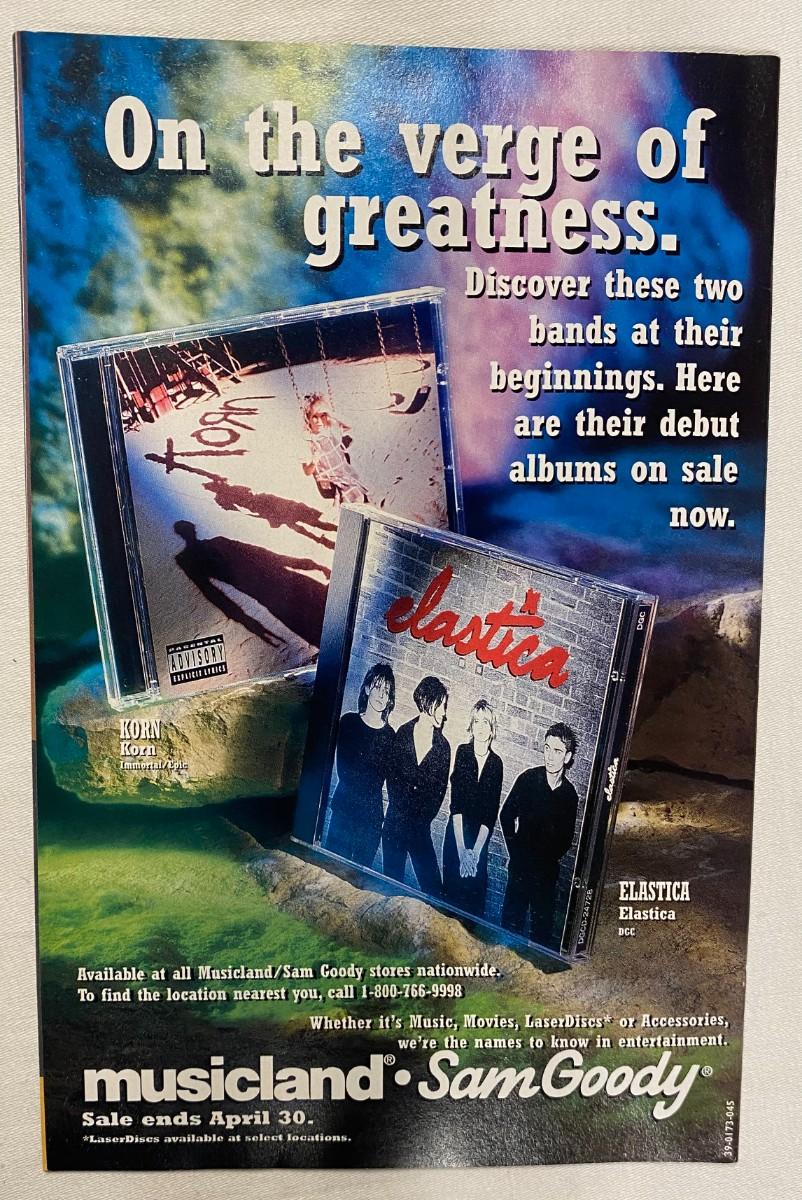 On the verge of
greatness.
Discover these two
bands at their
beginnings. Here
are their debut
albums on sale
now.
KoRn
PARENTAL
ADVISORY
EXPLICIT LYRICS
elastica
DGC
elastica
DGCD-24728
KORN
Korn
Immortal/Epic
ELASTICA
Elastica
DGC
Available at all Musicland/Sam Goody stores nationwide.
To find the location nearest you, call 1-800-766-9998
Whether it's Music, Movies, LaserDiscs* or Accessories,
we're the names to know in entertainment.
musicland® • Sam Goody®
Sale ends April 30.
*LaserDiscs available at select locations.
39-0173-045